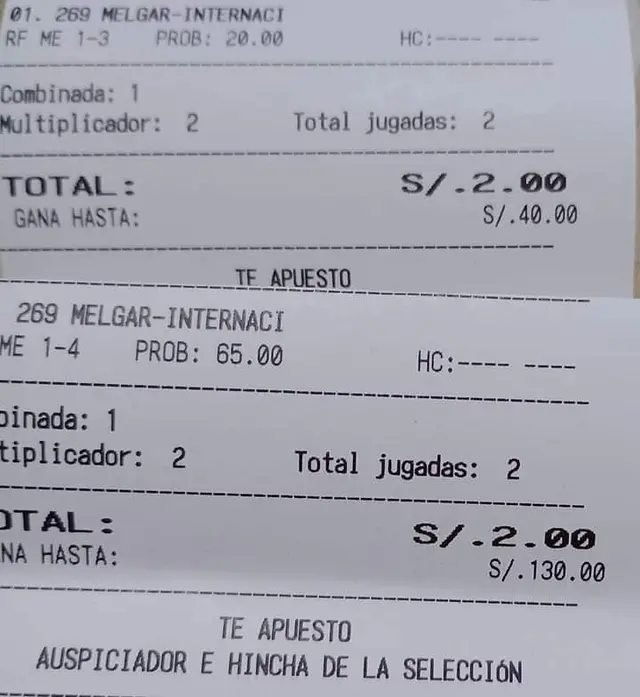 01. 269 MELGAR-INTERNACI
RF ME 1-3 PROB: 20.00 HC:---- ----
Combinada: 1
Multiplicador: 2 Total jugadas: 2
TOTAL: S/.2.00
GANA HASTA: S/.40.00
TE APUESTO
269 MELGAR-INTERNACI
ME 1-4 PROB: 65.00 HC:---- ----
binada: 1
tiplicador: 2 Total jugadas: 2
OTAL: S/.2.00
NA HASTA: S/.130.00
TE APUESTO
AUSPICIADOR E HINCHA DE LA SELECCIÓN